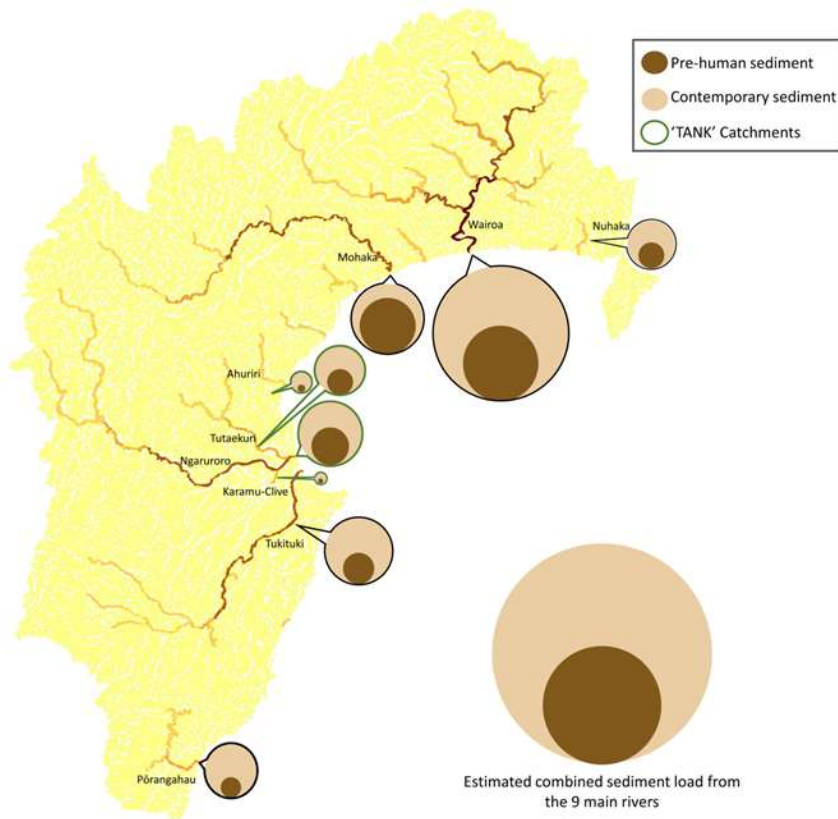 Pre-human sediment
Contemporary sediment
'TANK' Catchments
Wairoa
Nuhaka
Mohaka
Ahuriri
Tutaekuri
Ngaruroro
Karamu-Clive
Tukituki
Pōrangahau
Estimated combined sediment load from
the 9 main rivers